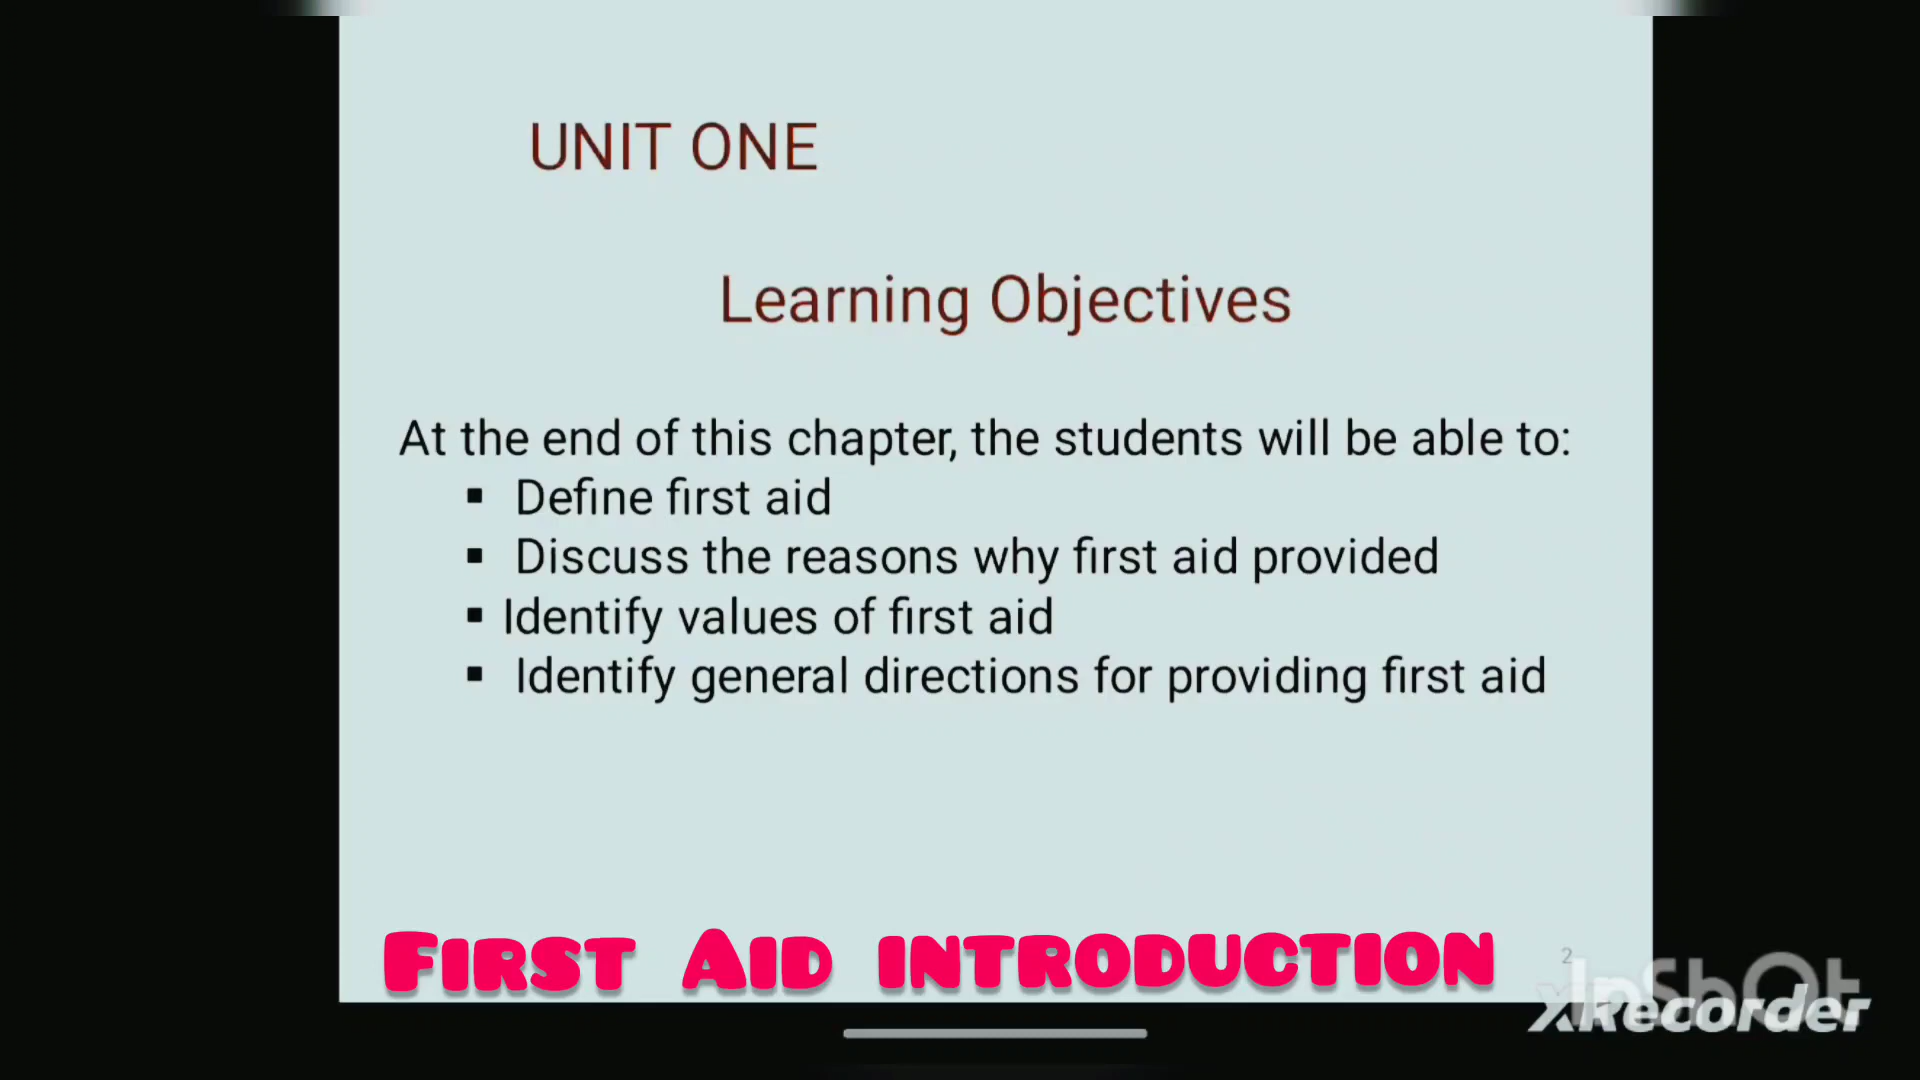 UNIT ONE
Learning Objectives
At the end of this chapter, the students will be able to:
▪ Define first aid
▪ Discuss the reasons why first aid provided
▪ Identify values of first aid
▪ Identify general directions for providing first aid
FIRST AID INTRODUCTION
2
InShOt
XRecorder